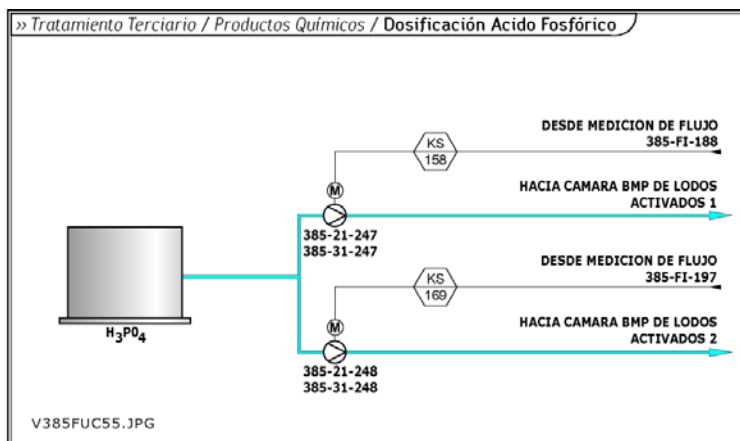 » Tratamiento Terciario / Productos Químicos / Dosificación Acido Fosfórico
DESDE MEDICION DE FLUJO
385-FI-188
KS
158
HACIA CAMARA BMP DE LODOS
ACTIVADOS 1
M
385-21-247
385-31-247
DESDE MEDICION DE FLUJO
385-FI-197
KS
169
HACIA CAMARA BMP DE LODOS
ACTIVADOS 2
M
385-21-248
385-31-248
H3PO4
V385FUC55.JPG